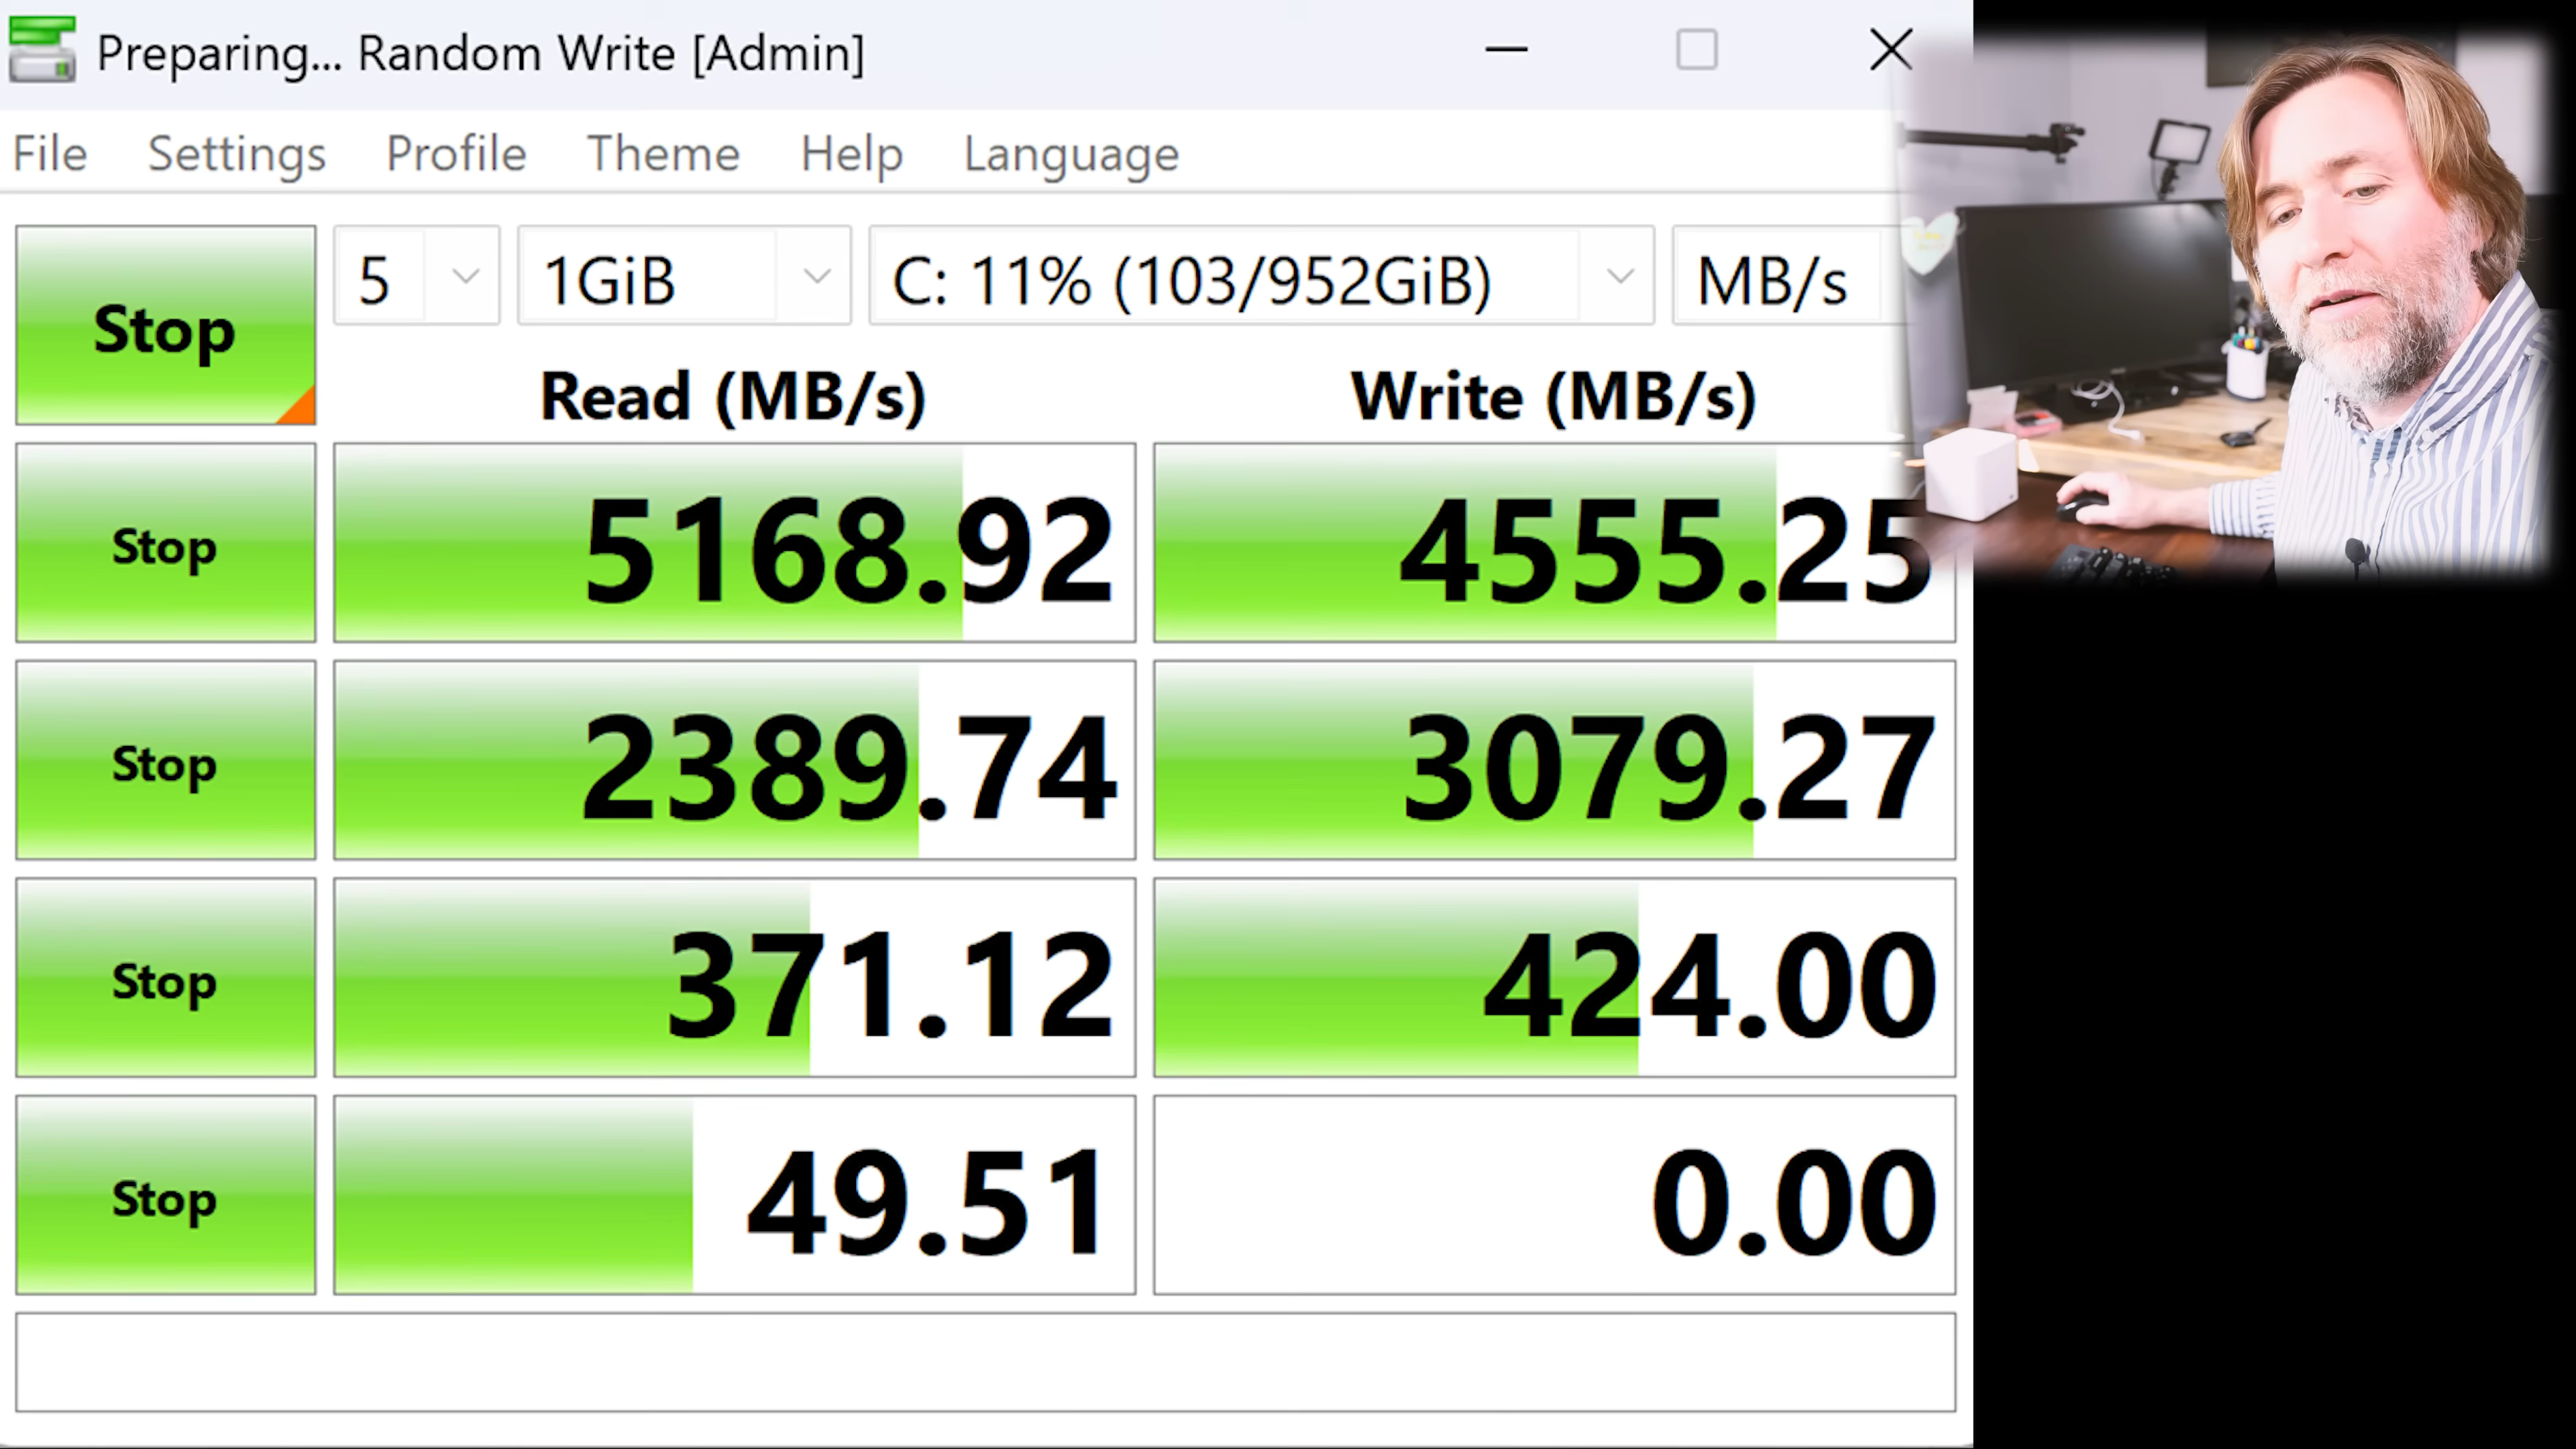 Preparing... Random Write [Admin]
File Settings Profile Theme Help Language
Stop 5 1GiB C: 11% (103/952GiB) MB/s
Read (MB/s) Write (MB/s)
Stop 5168.92 4555.25
Stop 2389.74 3079.27
Stop 371.12 424.00
Stop 49.51 0.00